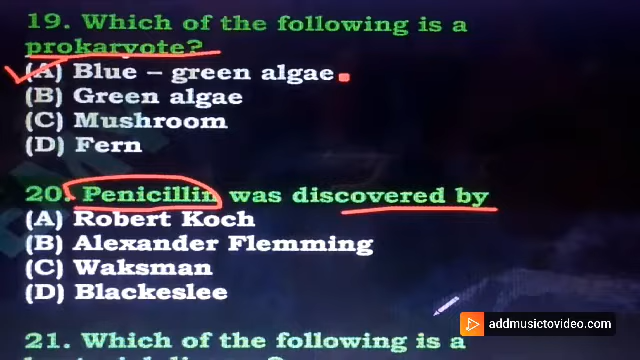 19. Which of the following is a
prokaryote?
(A) Blue – green algae
(B) Green algae
(C) Mushroom
(D) Fern
20. Penicillin was discovered by
(A) Robert Koch
(B) Alexander Flemming
(C) Waksman
(D) Blackeslee
21. Which of the following is a
addmusictovideo.com